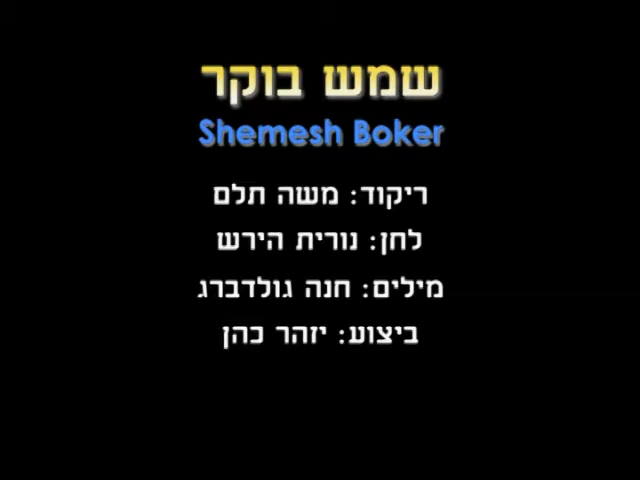 שמש בוקר
Shemesh Boker
ריקוד: משה תלם
לחן: נורית הירש
מילים: חנה גולדברג
ביצוע: יזהר כהן